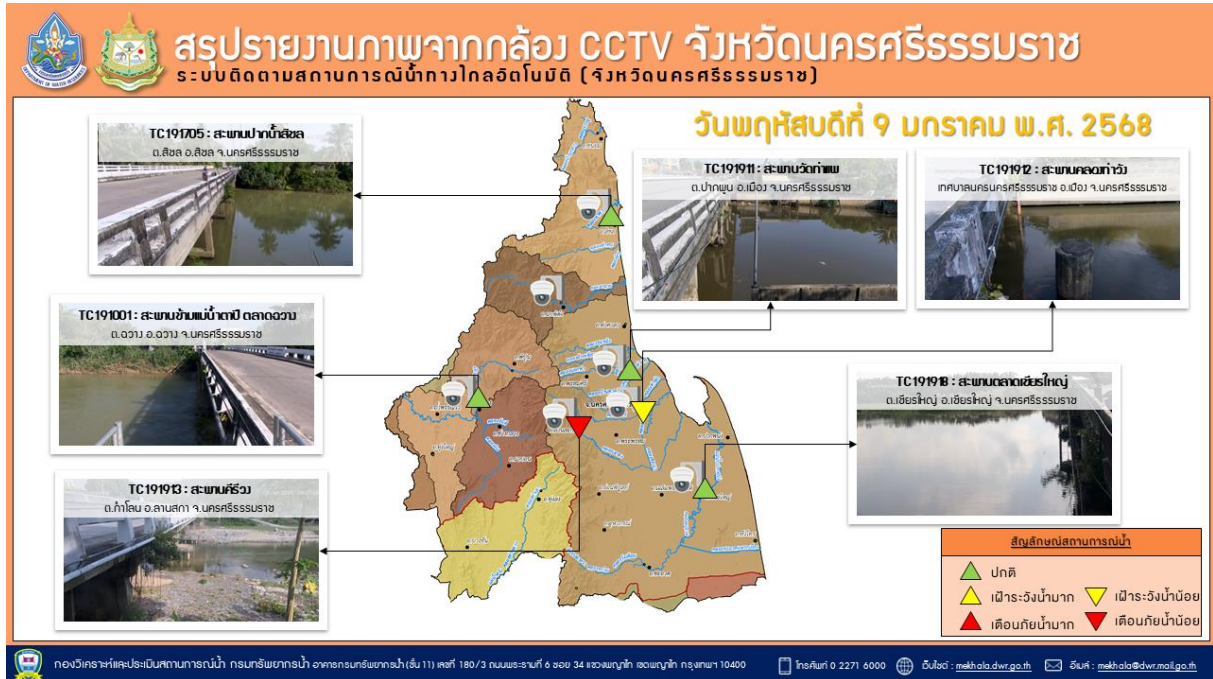 สรุปรายงานภาพจากกล้อง CCTV จังหวัดนครศรีธรรมราช
ระบบติดตามสถานการณ์น้ำทางไกลอัตโนมัติ (จังหวัดนครศรีธรรมราช)
วันพฤหัสบดีที่ 9 มกราคม พ.ศ. 2568
TC191705 : สะพานปากน้ำสิชล
ต.สิชล อ.สิชล จ.นครศรีธรรมราช
TC191911 : สะพานวัดท่าแพ
ต.ปากพูน อ.เมือง จ.นครศรีธรรมราช
TC191912 : สะพานคลองท่าวัง
เทศบาลนครนครศรีธรรมราช อ.เมือง จ.นครศรีธรรมราช
TC191001 : สะพานข้ามแม่น้ำตาปี ตลาดฉวาง
ต.ฉวาง อ.ฉวาง จ.นครศรีธรรมราช
TC191918 : สะพานตลาดเชียรใหญ่
ต.เชียรใหญ่ อ.เชียรใหญ่ จ.นครศรีธรรมราช
TC191913 : สะพานคีรีวง
ต.กำโลน อ.ลานสกา จ.นครศรีธรรมราช
สัญลักษณ์สถานการณ์น้ำ
ปกติ
เฝ้าระวังน้ำมาก เฝ้าระวังน้ำน้อย
เตือนภัยน้ำมาก เตือนภัยน้ำน้อย
กองวิเคราะห์และประเมินสถานการณ์น้ำ กรมทรัพยากรน้ำ อาคารกรมทรัพยากรน้ำ (ชั้น 11) เลขที่ 180/3 ถนนพระรามที่ 6 ซอย 34 แขวงพญาไท เขตพญาไท กรุงเทพฯ 10400 โทรศัพท์ 0 2271 6000 เว็บไซต์ : mekhala.dwr.go.th อีเมล์ : mekhala@dwr.mail.go.th